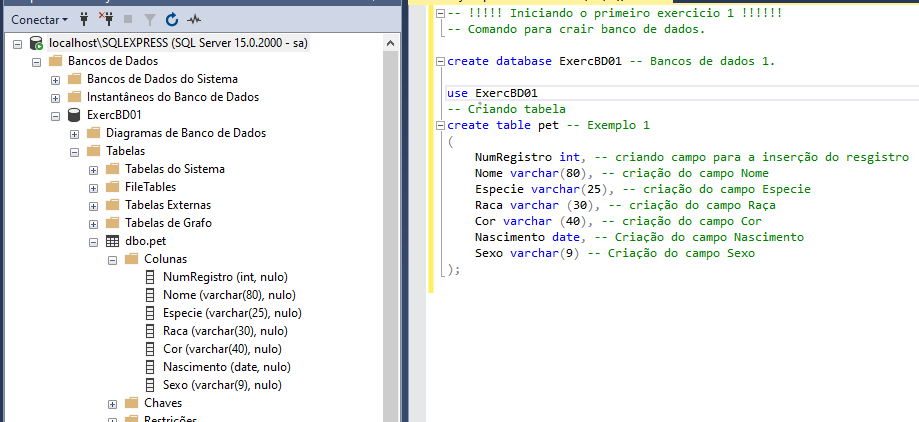 Conectar
localhost\SQLEXPRESS (SQL Server 15.0.2000 - sa)
Bancos de Dados
Bancos de Dados do Sistema
Instantâneos do Banco de Dados
ExercBD01
Diagramas de Banco de Dados
Tabelas
Tabelas do Sistema
FileTables
Tabelas Externas
Tabelas de Grafo
dbo.pet
Colunas
NumRegistro (int, nulo)
Nome (varchar(80), nulo)
Especie (varchar(25), nulo)
Raca (varchar(30), nulo)
Cor (varchar(40), nulo)
Nascimento (date, nulo)
Sexo (varchar(9), nulo)
Chaves
Restrições
-- !!!!! Iniciando o primeiro exercicio 1 !!!!!!
-- Comando para crair banco de dados.
create database ExercBD01 -- Bancos de dados 1.
use ExercBD01
-- Criando tabela
create table pet -- Exemplo 1
(
NumRegistro int, -- criando campo para a inserção do resgistro
Nome varchar(80), -- criação do campo Nome
Especie varchar(25), -- criação do campo Especie
Raca varchar (30), -- criação do campo Raça
Cor varchar (40), -- criação do campo Cor
Nascimento date, -- Criação do campo Nascimento
Sexo varchar(9) -- Criação do campo Sexo
);